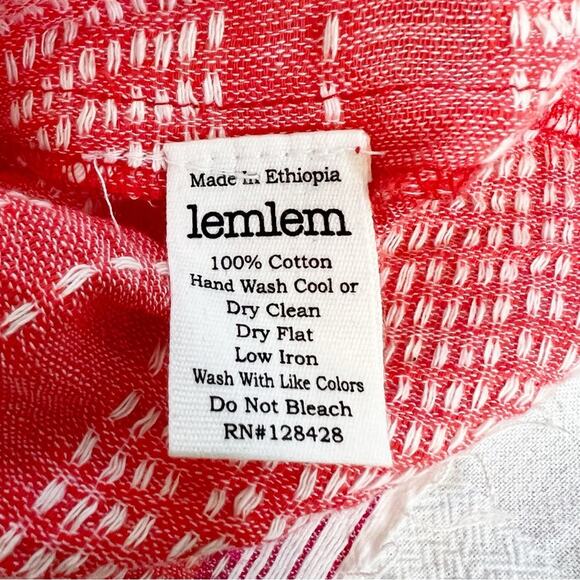 Made in Ethiopia
lemlem
100% Cotton
Hand Wash Cool or
Dry Clean
Dry Flat
Low Iron
Wash With Like Colors
Do Not Bleach
RN#128428